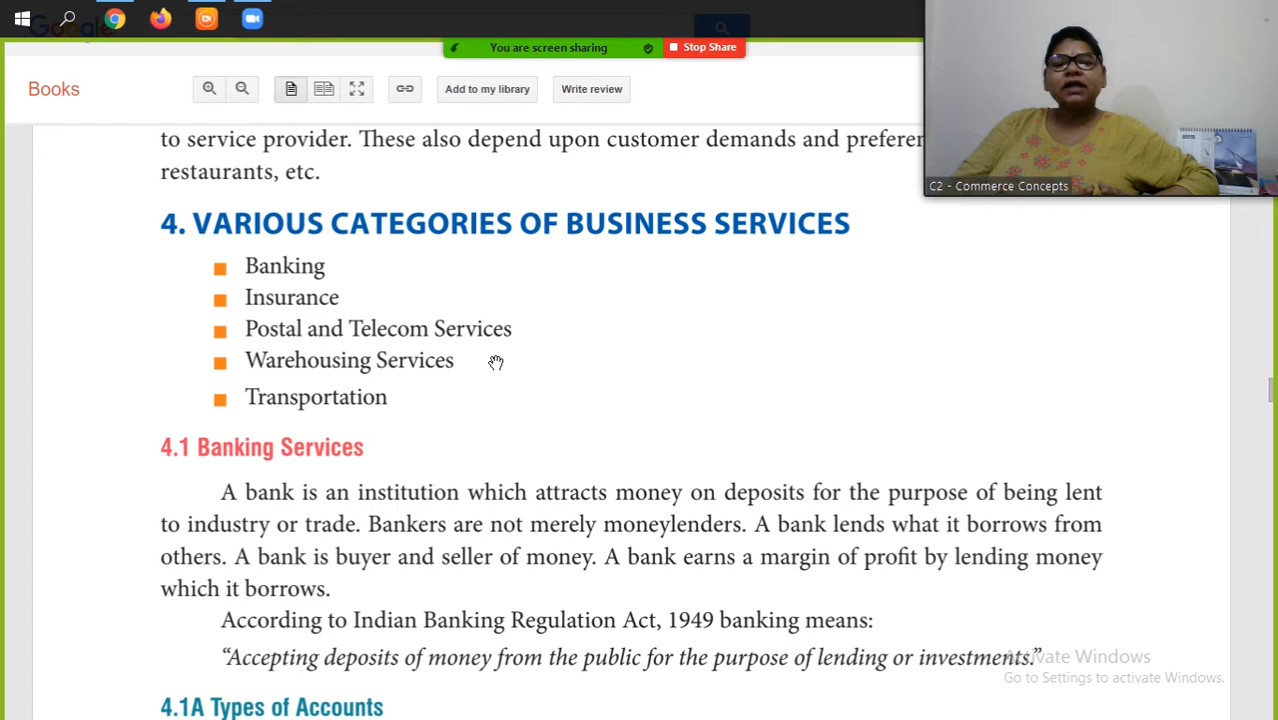 Google
You are screen sharing
Stop Share
Books
Add to my library
Write review
C2 - Commerce Concepts
to service provider. These also depend upon customer demands and prefere
restaurants, etc.
4. VARIOUS CATEGORIES OF BUSINESS SERVICES
■ Banking
■ Insurance
■ Postal and Telecom Services
■ Warehousing Services
■ Transportation
4.1 Banking Services
A bank is an institution which attracts money on deposits for the purpose of being lent
to industry or trade. Bankers are not merely moneylenders. A bank lends what it borrows from
others. A bank is buyer and seller of money. A bank earns a margin of profit by lending money
which it borrows.
According to Indian Banking Regulation Act, 1949 banking means:
“Accepting deposits of money from the public for the purpose of lending or investments.”
Activate Windows
Go to Settings to activate Windows.
4.1A Types of Accounts